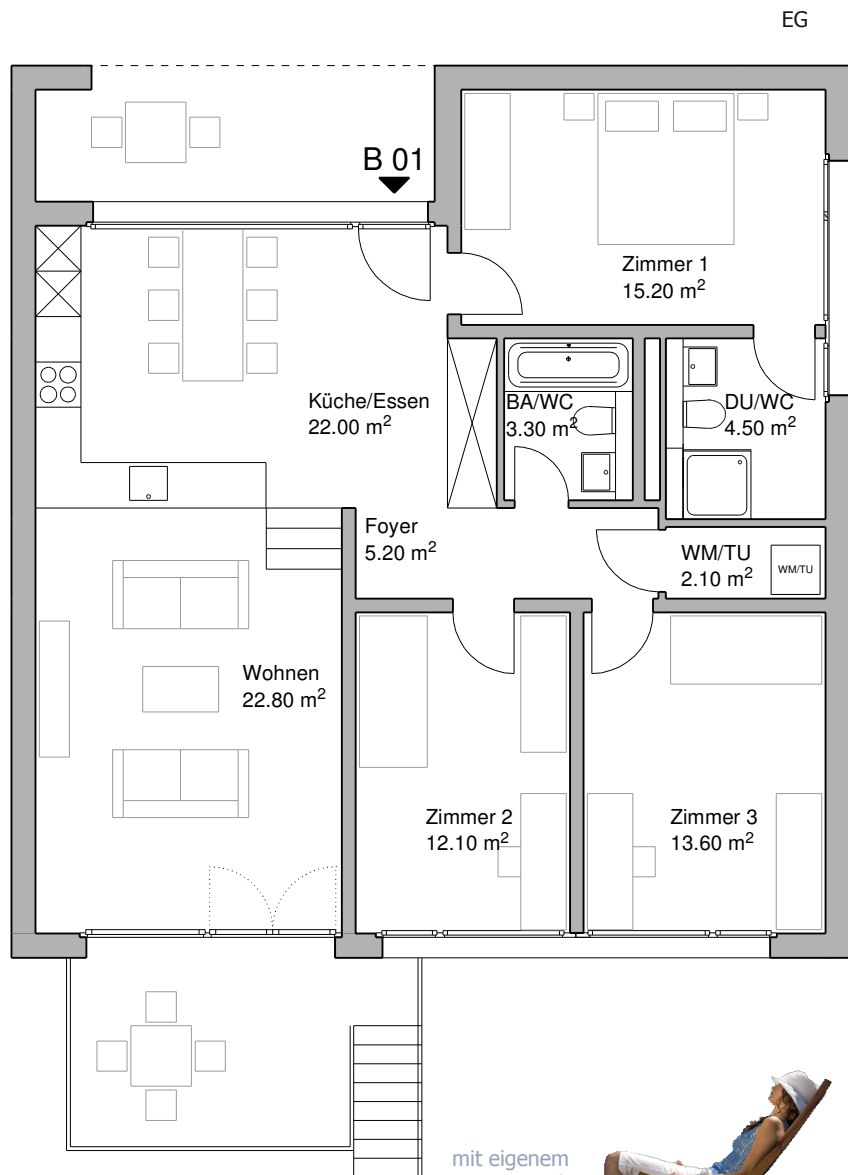 EG
B 01
Zimmer 1
15.20 m²
Küche/Essen
22.00 m²
BA/WC
3.30 m²
DU/WC
4.50 m²
Foyer
5.20 m²
WM/TU
2.10 m²
WM/TU
Wohnen
22.80 m²
Zimmer 2
12.10 m²
Zimmer 3
13.60 m²
mit eigenem